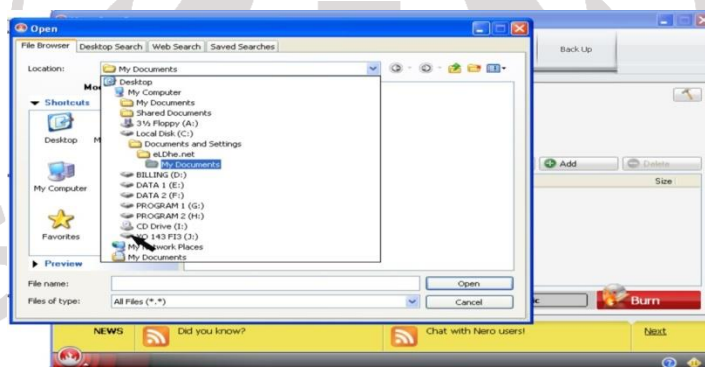 Open
File Browser
Desktop Search
Web Search
Saved Searches
Back Up
Location:
My Documents
Desktop
My Computer
My Documents
Shared Documents
3½ Floppy (A:)
Local Disk (C:)
Documents and Settings
eLDhe.net
My Documents
BILLING (D:)
DATA 1 (E:)
DATA 2 (F:)
PROGRAM 1 (G:)
PROGRAM 2 (H:)
CD Drive (I:)
143 FI3 (J:)
My Network Places
My Documents
Shortcuts
Desktop
My Computer
Favorites
Preview
File name:
Open
Files of type:
All Files (*.*)
Cancel
Add
Delete
Size
Burn
NEWS
Did you know?
Chat with Nero users!
Next